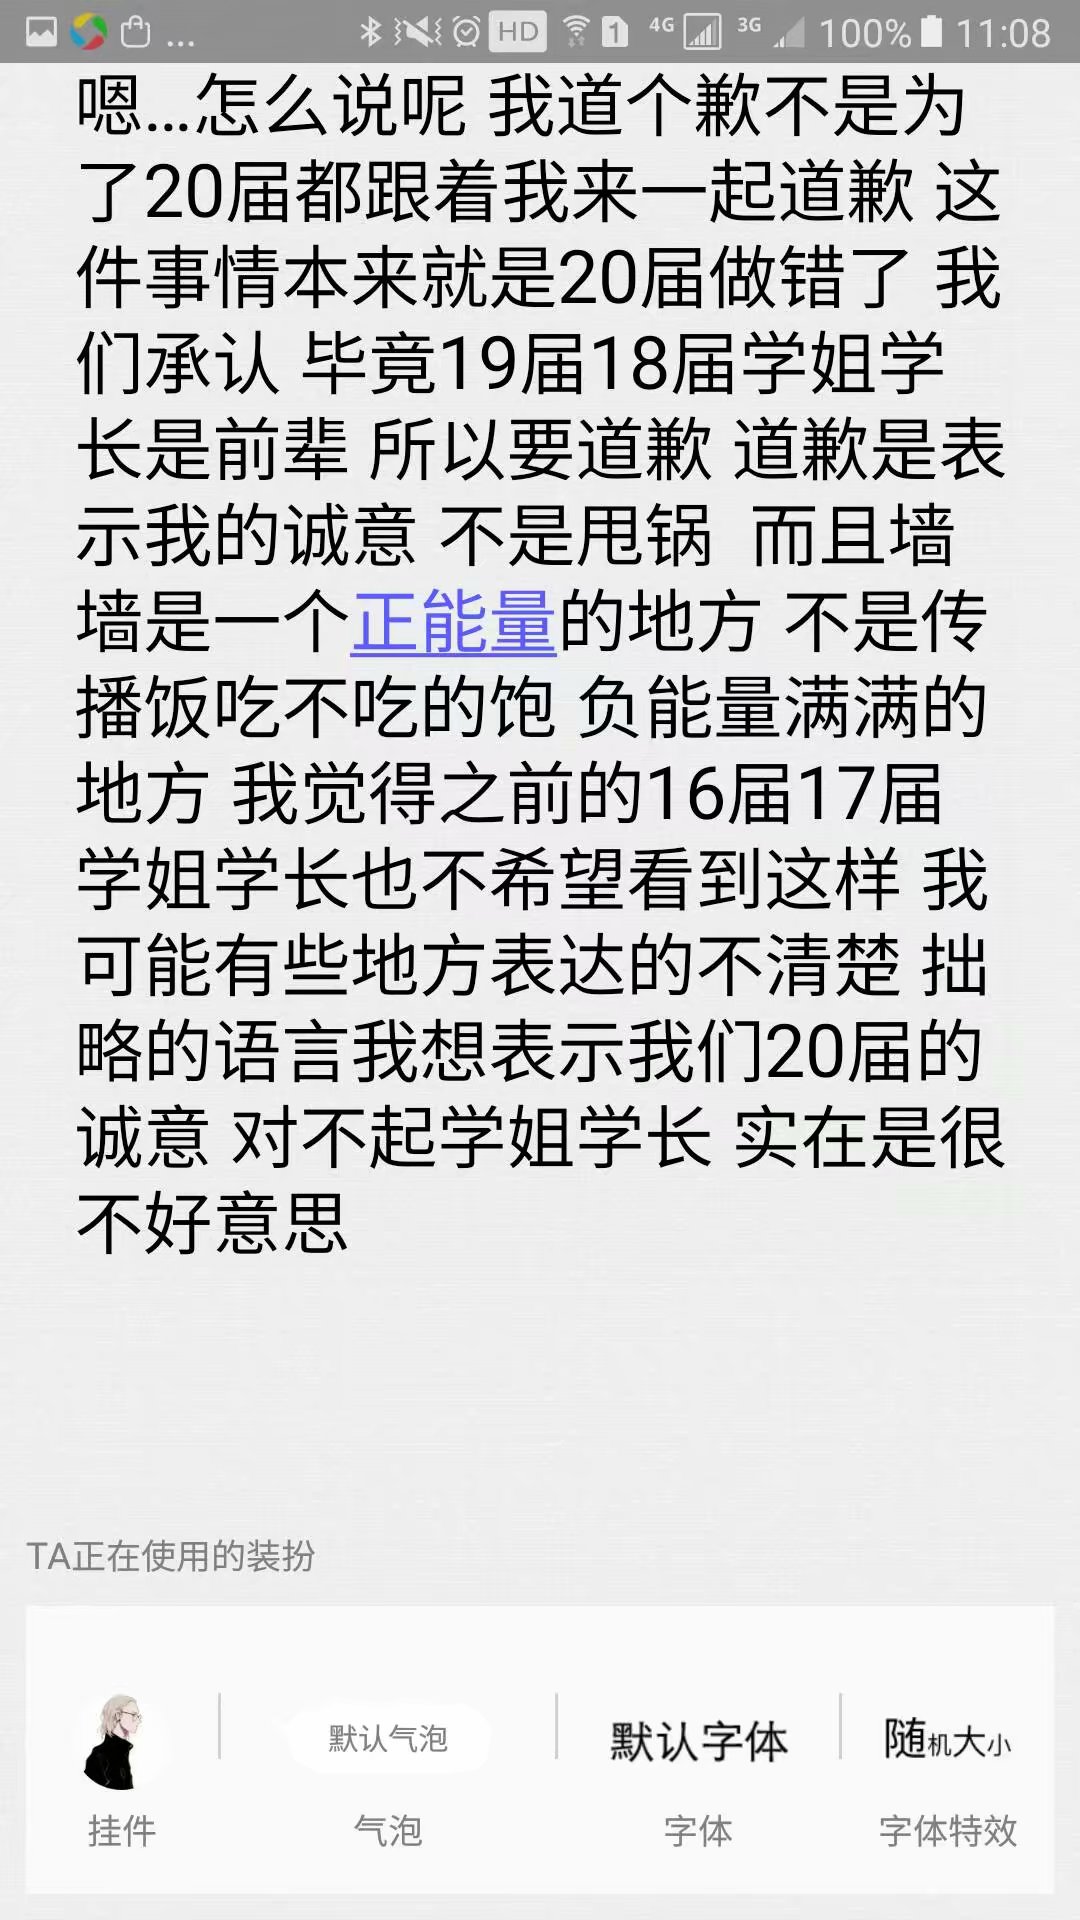 ... HD 1 4G 3G 100% 11:08
嗯...怎么说呢 我道个歉不是为
了20届都跟着我来一起道歉 这
件事情本来就是20届做错了 我
们承认 毕竟19届18届学姐学
长是前辈 所以要道歉 道歉是表
示我的诚意 不是甩锅  而且墙
墙是一个正能量的地方 不是传
播饭吃不吃的饱 负能量满满的
地方 我觉得之前的16届17届
学姐学长也不希望看到这样 我
可能有些地方表达的不清楚 拙
略的语言我想表示我们20届的
诚意 对不起学姐学长 实在是很
不好意思
TA正在使用的装扮
默认气泡 默认字体 随机大小
挂件 气泡 字体 字体特效